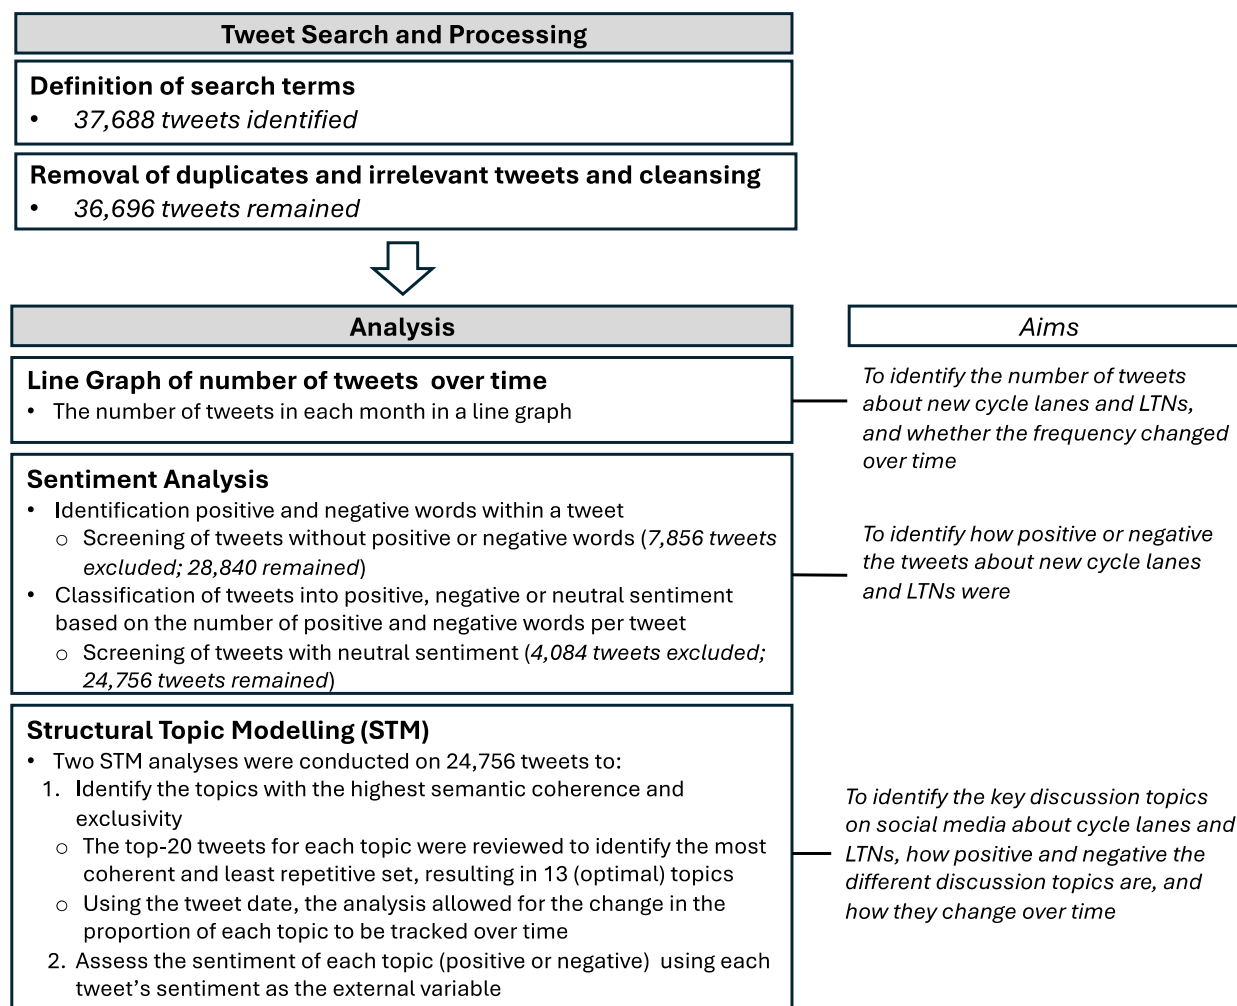 Tweet Search and Processing
Definition of search terms
• 37,688 tweets identified
Removal of duplicates and irrelevant tweets and cleansing
• 36,696 tweets remained
Analysis
Aims
Line Graph of number of tweets over time
• The number of tweets in each month in a line graph
To identify the number of tweets
about new cycle lanes and LTNs,
and whether the frequency changed
over time
Sentiment Analysis
• Identification positive and negative words within a tweet
o Screening of tweets without positive or negative words (7,856 tweets
excluded; 28,840 remained)
• Classification of tweets into positive, negative or neutral sentiment
based on the number of positive and negative words per tweet
o Screening of tweets with neutral sentiment (4,084 tweets excluded;
24,756 tweets remained)
To identify how positive or negative
the tweets about new cycle lanes
and LTNs were
Structural Topic Modelling (STM)
• Two STM analyses were conducted on 24,756 tweets to:
1. Identify the topics with the highest semantic coherence and
exclusivity
o The top-20 tweets for each topic were reviewed to identify the most
coherent and least repetitive set, resulting in 13 (optimal) topics
o Using the tweet date, the analysis allowed for the change in the
proportion of each topic to be tracked over time
2. Assess the sentiment of each topic (positive or negative) using each
tweet's sentiment as the external variable
To identify the key discussion topics
on social media about cycle lanes and
LTNs, how positive and negative the
different discussion topics are, and
how they change over time